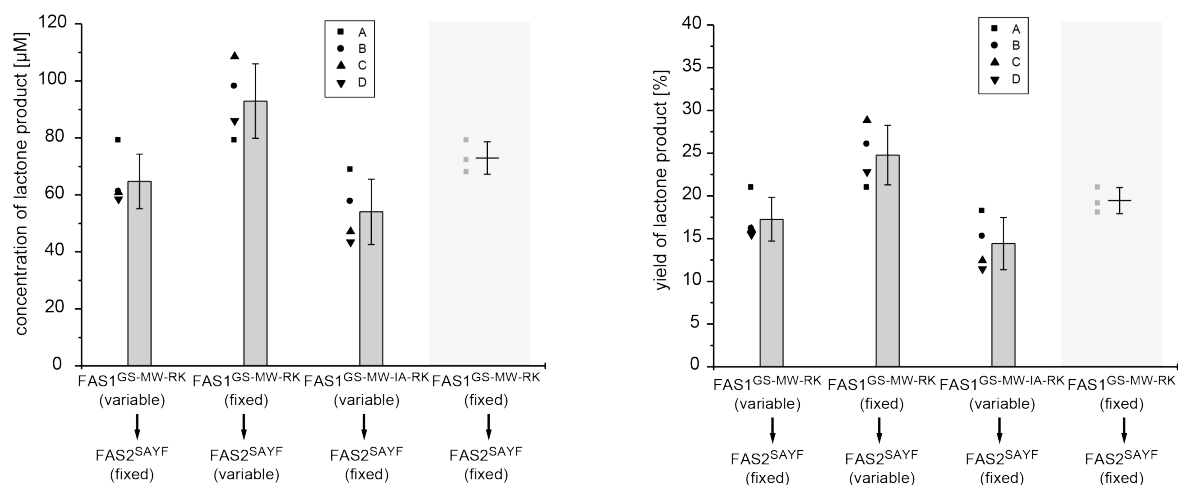 concentration of lactone product [µM]
120
100
80
60
40
20
0
A
B
C
D
FAS1GS-MW-RK FAS1GS-MW-RK FAS1GS-MW-IA-RK FAS1GS-MW-RK
(variable) (fixed) (variable) (fixed)
FAS2SAYF FAS2SAYF FAS2SAYF FAS2SAYF
(fixed) (variable) (fixed) (fixed)
yield of lactone product [%]
40
35
30
25
20
15
10
5
0
A
B
C
D
FAS1GS-MW-RK FAS1GS-MW-RK FAS1GS-MW-IA-RK FAS1GS-MW-RK
(variable) (fixed) (variable) (fixed)
FAS2SAYF FAS2SAYF FAS2SAYF FAS2SAYF
(fixed) (variable) (fixed) (fixed)